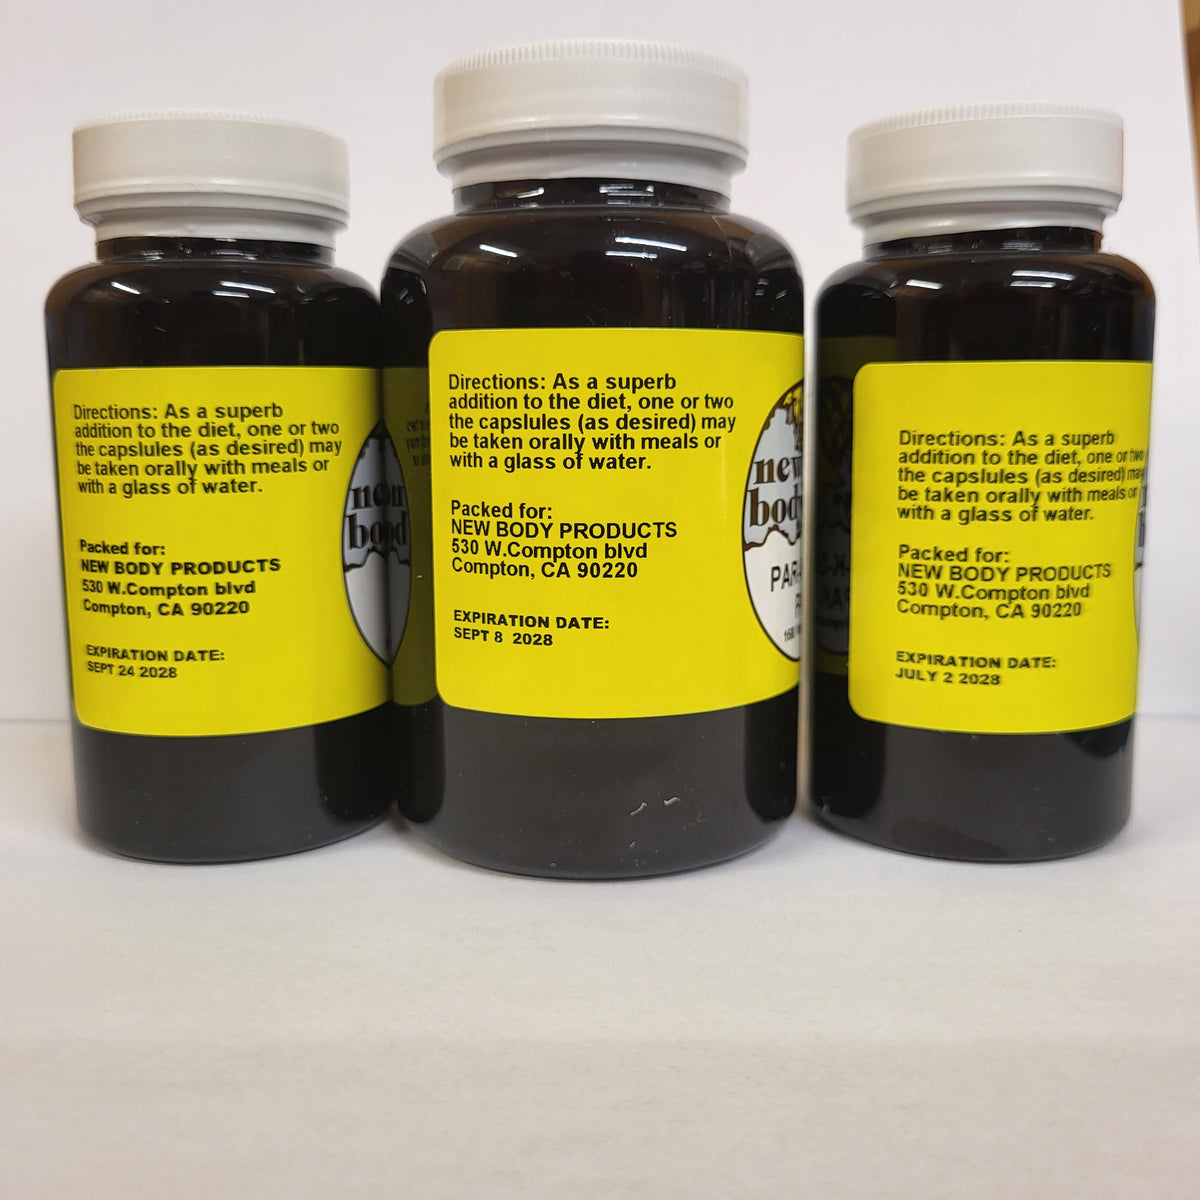 Directions: As a superb
addition to the diet, one or two
the capslules (as desired) may
be taken orally with meals or
with a glass of water.
Packed for:
NEW BODY PRODUCTS
530 W.Compton blvd
Compton, CA 90220
EXPIRATION DATE:
SEPT 24 2028
Directions: As a superb
addition to the diet, one or two
the capslules (as desired) may
be taken orally with meals or
with a glass of water.
Packed for:
NEW BODY PRODUCTS
530 W.Compton blvd
Compton, CA 90220
EXPIRATION DATE:
SEPT 8 2028
new
body
Directions: As a superb
addition to the diet, one or two
the capslules (as desired) may
be taken orally with meals or
with a glass of water.
Packed for:
NEW BODY PRODUCTS
530 W.Compton blvd
Compton, CA 90220
EXPIRATION DATE:
JULY 2 2028